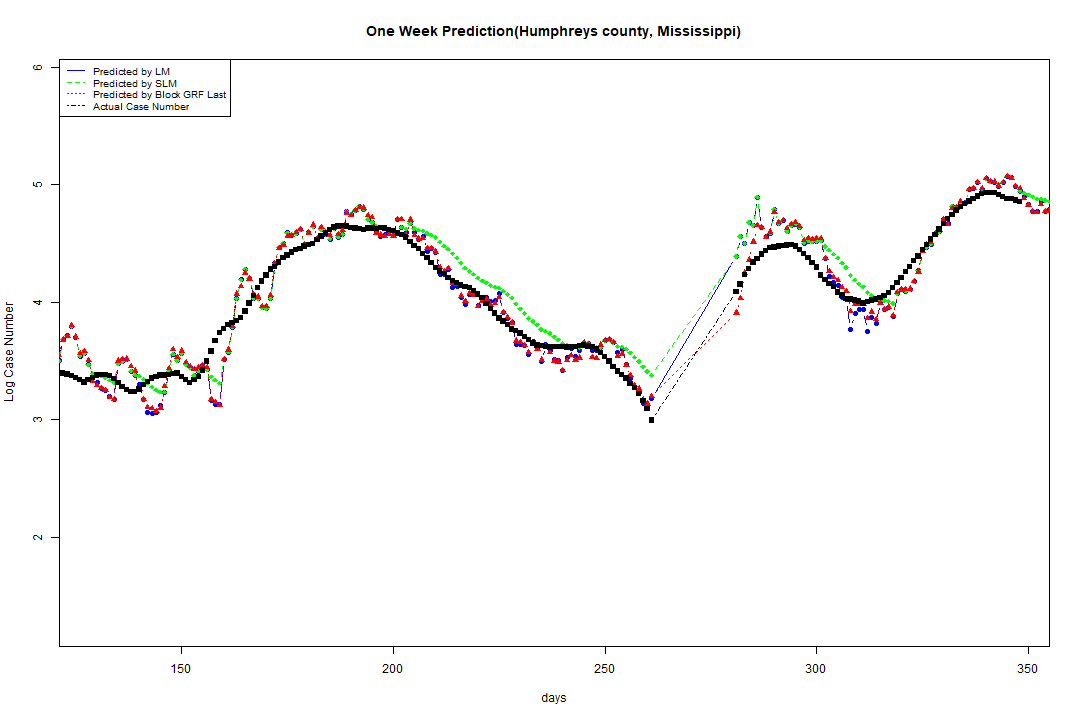 One Week Prediction(Humphreys county, Mississippi)
Predicted by LM
Predicted by SLM
Predicted by Block GRF Last
Actual Case Number
6
5
4
3
2
Log Case Number
150 200 250 300 350
days